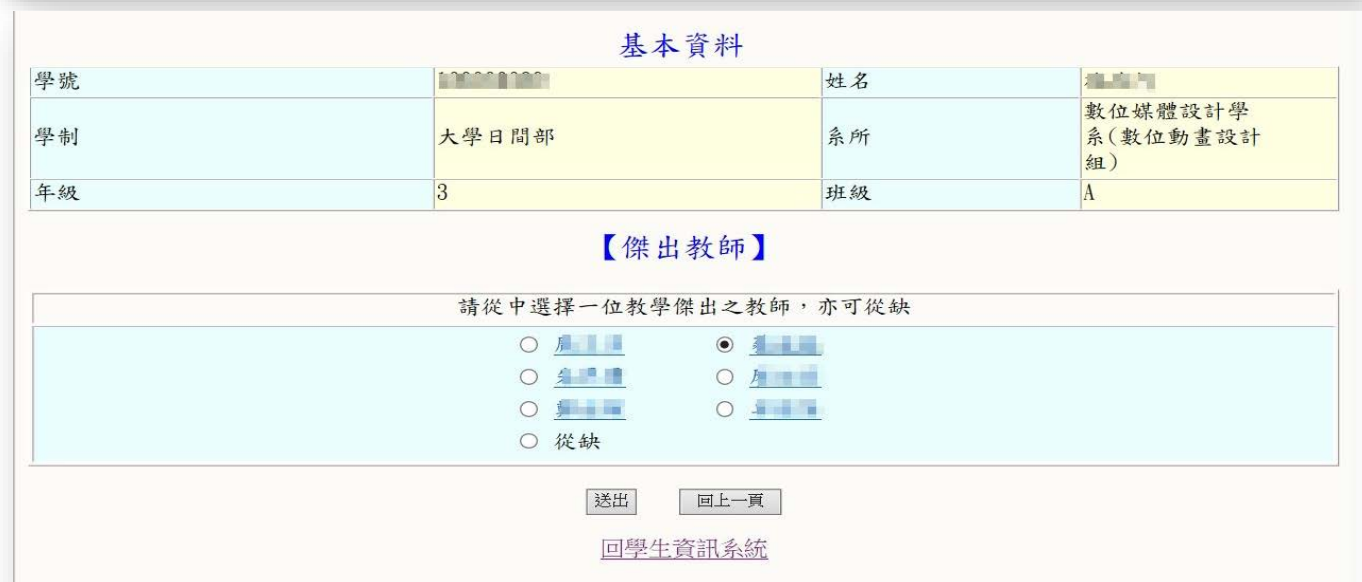 基本資料
學號 姓名
學制 大學日間部 系所 數位媒體設計學
系(數位動畫設計
組)
年級 3 班級 A
【傑出教師】
請從中選擇一位教學傑出之教師，亦可從缺
從缺
送出 回上一頁
回學生資訊系統